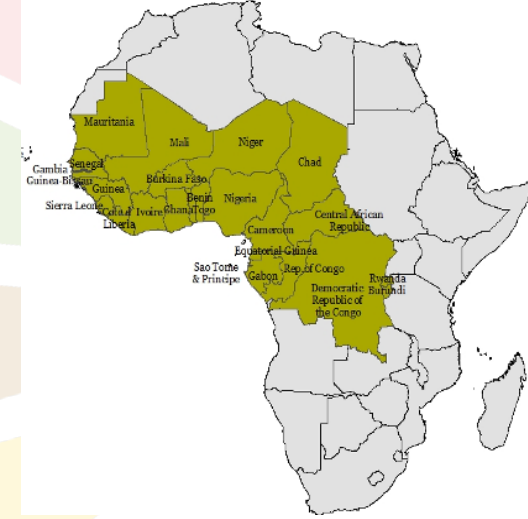 Mauritania
Mali
Niger
Chad
Senegal
Gambia
Guinea-Bissau
Guinea
Burkina Faso
Benin
Nigeria
Sierra Leone
Cote d'Ivoire
Ghana
Togo
Liberia
Central African
Republic
Cameroon
Equatorial Guinea
Sao Tome
& Principe
Gabon
Rep. of Congo
Democratic
Republic of
the Congo
Rwanda
Burundi